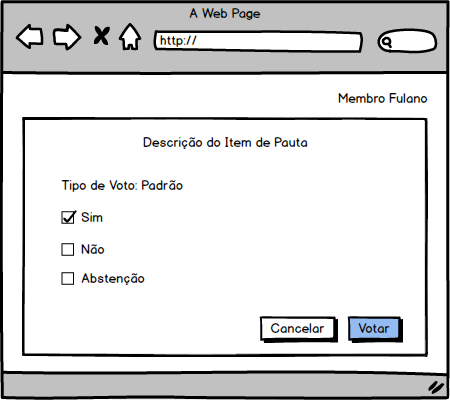 A Web Page
http://
Membro Fulano
Descrição do Item de Pauta
Tipo de Voto: Padrão
Sim
Não
Abstenção
Cancelar
Votar